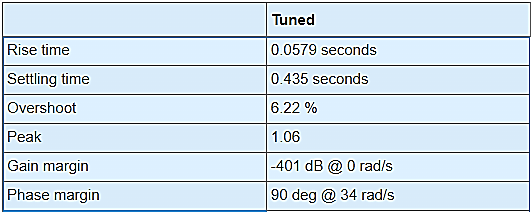 Tuned
Rise time 0.0579 seconds
Settling time 0.435 seconds
Overshoot 6.22 %
Peak 1.06
Gain margin -401 dB @ 0 rad/s
Phase margin 90 deg @ 34 rad/s